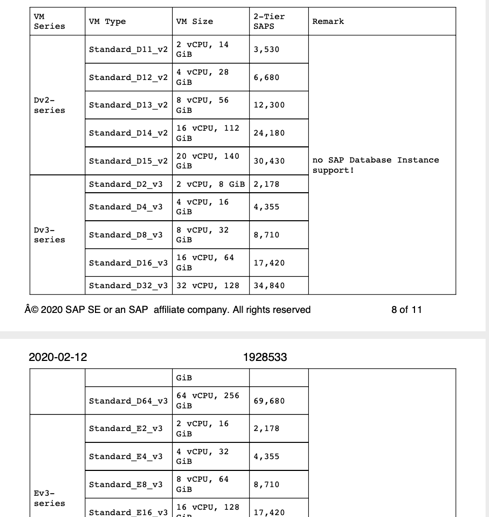 VM Series VM Type VM Size 2-Tier SAPS Remark
Dv2-series Standard_D11_v2 2 vCPU, 14 GiB 3,530
Standard_D12_v2 4 vCPU, 28 GiB 6,680
Standard_D13_v2 8 vCPU, 56 GiB 12,300
Standard_D14_v2 16 vCPU, 112 GiB 24,180
Standard_D15_v2 20 vCPU, 140 GiB 30,430
no SAP Database Instance support!
Dv3-series Standard_D2_v3 2 vCPU, 8 GiB 2,178
Standard_D4_v3 4 vCPU, 16 GiB 4,355
Standard_D8_v3 8 vCPU, 32 GiB 8,710
Standard_D16_v3 16 vCPU, 64 GiB 17,420
Standard_D32_v3 32 vCPU, 128 34,840
© 2020 SAP SE or an SAP affiliate company. All rights reserved 8 of 11
2020-02-12 1928533
GiB
Standard_D64_v3 64 vCPU, 256 GiB 69,680
Ev3-series Standard_E2_v3 2 vCPU, 16 GiB 2,178
Standard_E4_v3 4 vCPU, 32 GiB 4,355
Standard_E8_v3 8 vCPU, 64 GiB 8,710
Standard_E16_v3 16 vCPU, 128 GiB 17,420